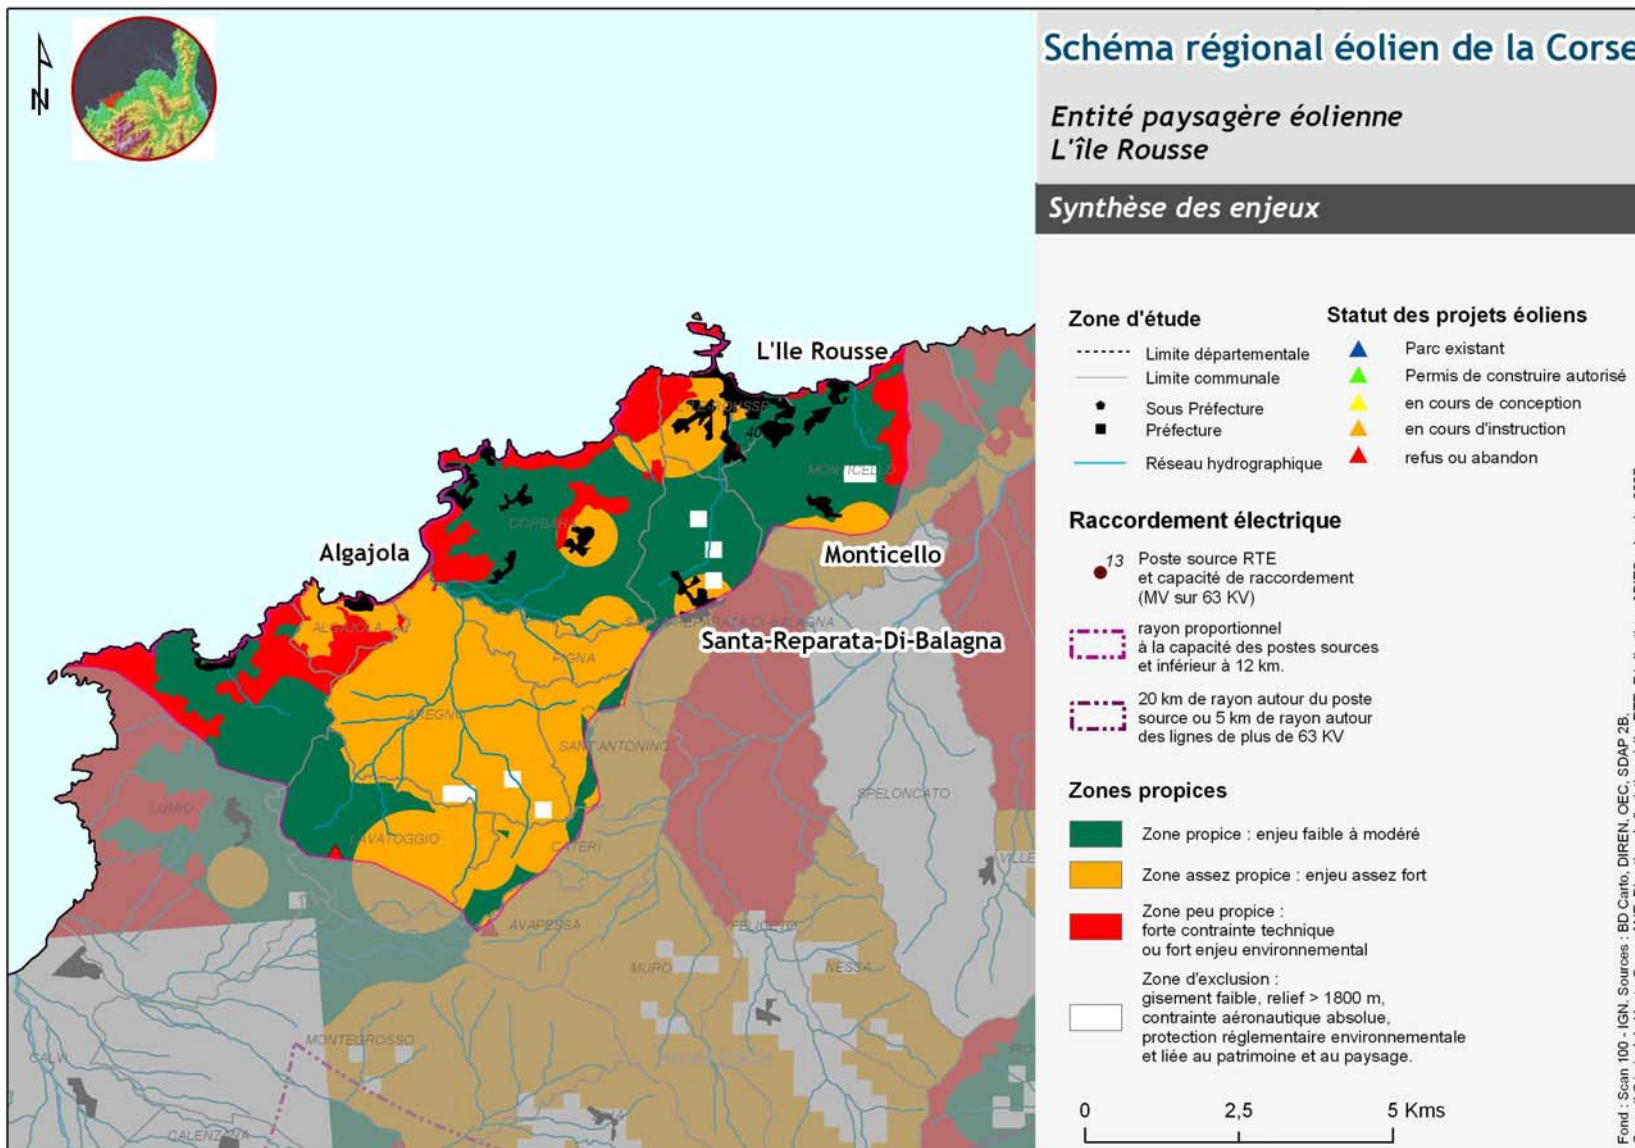 N
Schéma régional éolien de la Corse
Entité paysagère éolienne
L'île Rousse
Synthèse des enjeux
Zone d'étude
Limite départementale
Limite communale
Sous Préfecture
Préfecture
Réseau hydrographique
Statut des projets éoliens
Parc existant
Permis de construire autorisé
en cours de conception
en cours d'instruction
refus ou abandon
Raccordement électrique
13
Poste source RTE
et capacité de raccordement
(MV sur 63 KV)
rayon proportionnel
à la capacité des postes sources
et inférieur à 12 km.
20 km de rayon autour du poste
source ou 5 km de rayon autour
des lignes de plus de 63 KV
Zones propices
Zone propice : enjeu faible à modéré
Zone assez propice : enjeu assez fort
Zone peu propice :
forte contrainte technique
ou fort enjeu environnemental
Zone d'exclusion :
gisement faible, relief > 1800 m,
contrainte aéronautique absolue,
protection réglementaire environnementale
et liée au patrimoine et au paysage.
0 2,5 5 Kms
Fond : Scan 100 - IGN. Sources : BD Carto, DIREN, OEC, SDAP 2B,
L'Ile Rousse
40
MONTICELLO
CORBARA
Algajola
Monticello
ALGAJOLA
Santa-Reparata-Di-Balagna
PIGNA
AREGNO
SANT'ANTONINO
LUMIO
SPELONCATO
LAVATOGGIO
CATERI
VILLE
AVAPESSA
FELICETO
MURO
NESSA
MONTEGROSSO
CALVI
CALENZANA